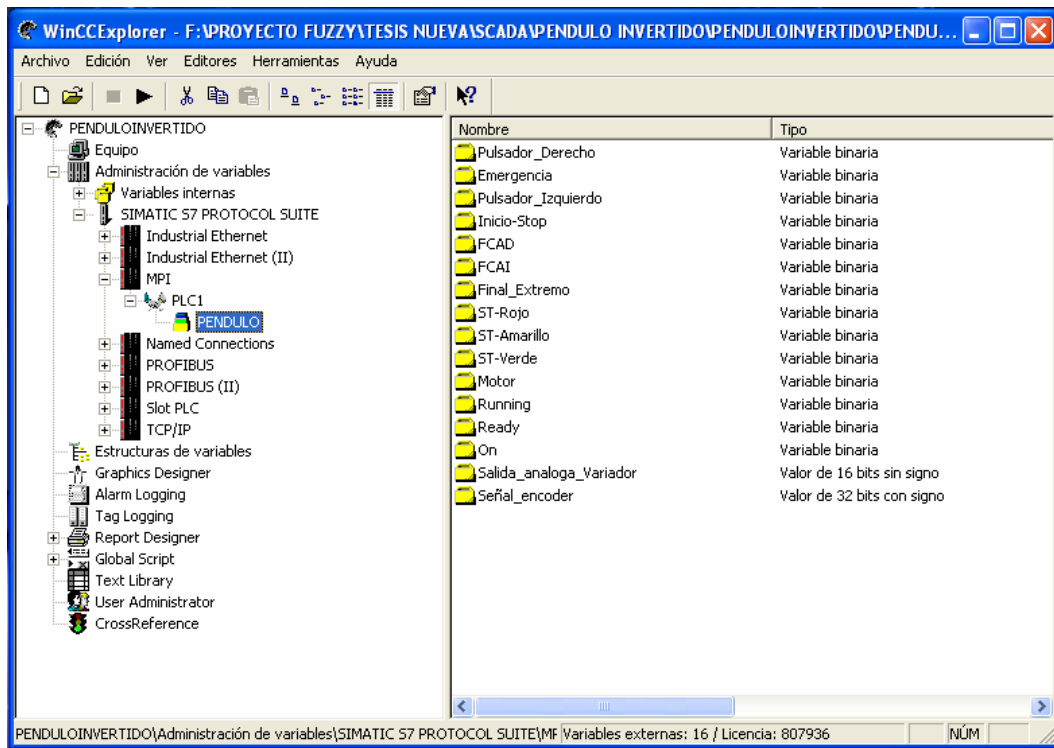 WinCCExplorer - F:\PROYECTO FUZZY\TESIS NUEVA\SCADA\PENDULO INVERTIDO\PENDULOINVERTIDO\PENDU...
Archivo Edición Ver Editores Herramientas Ayuda
PENDULOINVERTIDO
Equipo
Administración de variables
Variables internas
SIMATIC S7 PROTOCOL SUITE
Industrial Ethernet
Industrial Ethernet (II)
MPI
PLC1
PENDULO
Named Connections
PROFIBUS
PROFIBUS (II)
Slot PLC
TCP/IP
Estructuras de variables
Graphics Designer
Alarm Logging
Tag Logging
Report Designer
Global Script
Text Library
User Administrator
CrossReference
Nombre Tipo
Pulsador_Derecho Variable binaria
Emergencia Variable binaria
Pulsador_Izquierdo Variable binaria
Inicio-Stop Variable binaria
FCAD Variable binaria
FCAI Variable binaria
Final_Extremo Variable binaria
ST-Rojo Variable binaria
ST-Amarillo Variable binaria
ST-Verde Variable binaria
Motor Variable binaria
Running Variable binaria
Ready Variable binaria
On Variable binaria
Salida_analoga_Variador Valor de 16 bits sin signo
Señal_encoder Valor de 32 bits con signo
PENDULOINVERTIDO\Administración de variables\SIMATIC S7 PROTOCOL SUITE\MF Variables externas: 16 / Licencia: 807936 NÚM